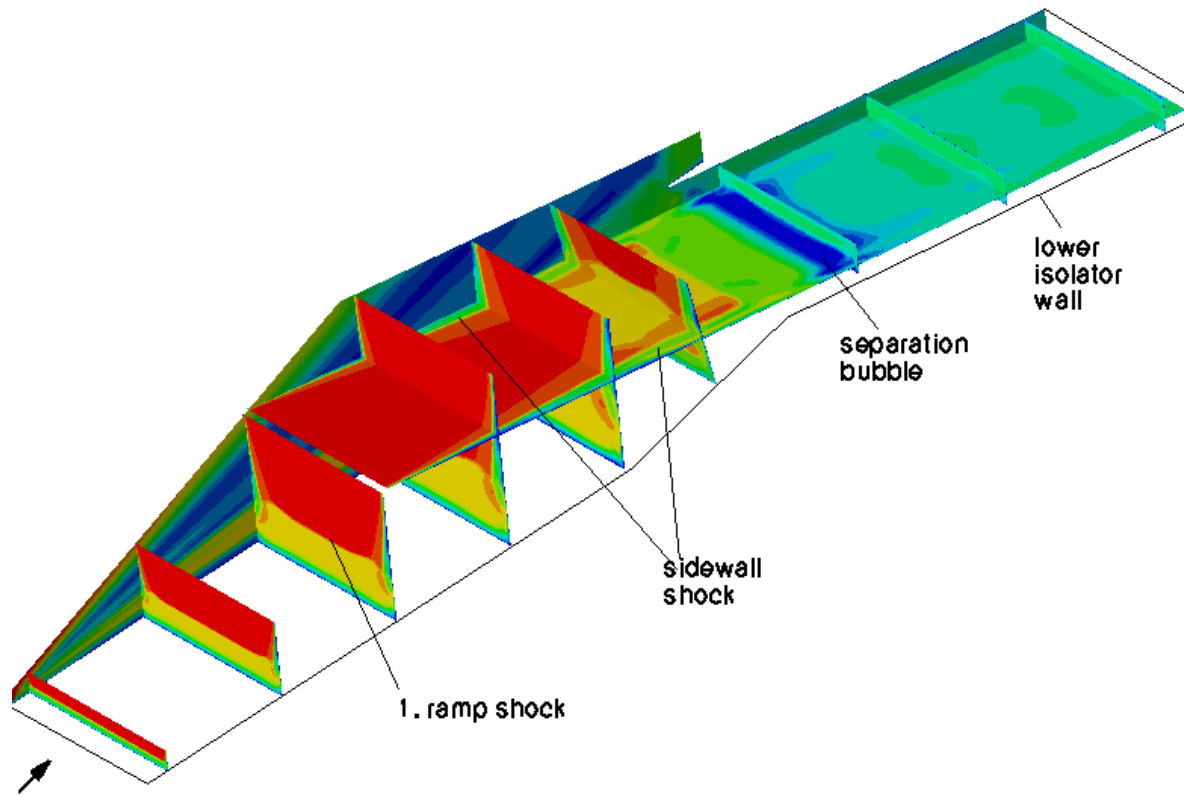 lower
isolator
wall
separation
bubble
sidewall
shock
1. ramp shock